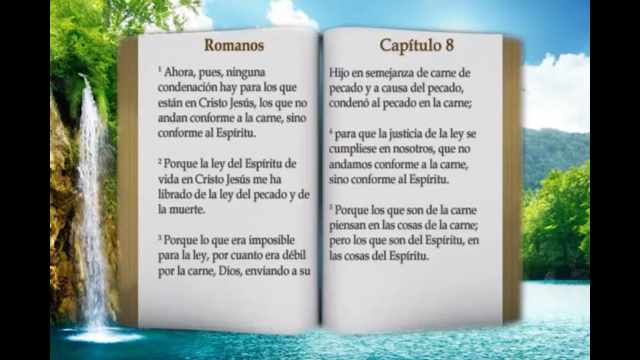 Romanos
¹ Ahora, pues, ninguna
condenación hay para los que
están en Cristo Jesús, los que no
andan conforme a la carne, sino
conforme al Espíritu.
² Porque la ley del Espíritu de
vida en Cristo Jesús me ha
librado de la ley del pecado y de
la muerte.
³ Porque lo que era imposible
para la ley, por cuanto era débil
por la carne, Dios, enviando a su
Capítulo 8
Hijo en semejanza de carne de
pecado y a causa del pecado,
condenó al pecado en la carne;
⁴ para que la justicia de la ley se
cumpliese en nosotros, que no
andamos conforme a la carne,
sino conforme al Espíritu.
⁵ Porque los que son de la carne
piensan en las cosas de la carne;
pero los que son del Espíritu, en
las cosas del Espíritu.